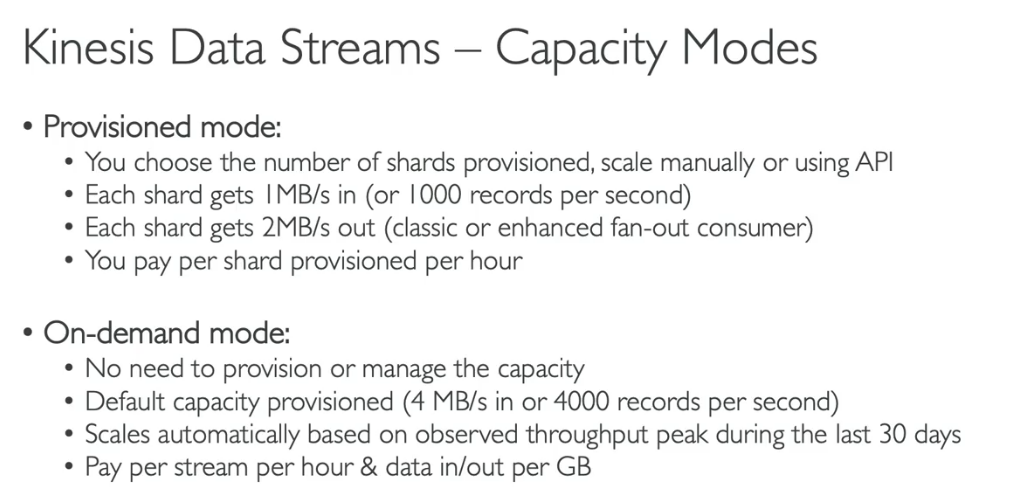 Kinesis Data Streams – Capacity Modes
• Provisioned mode:
• You choose the number of shards provisioned, scale manually or using API
• Each shard gets 1MB/s in (or 1000 records per second)
• Each shard gets 2MB/s out (classic or enhanced fan-out consumer)
• You pay per shard provisioned per hour
• On-demand mode:
• No need to provision or manage the capacity
• Default capacity provisioned (4 MB/s in or 4000 records per second)
• Scales automatically based on observed throughput peak during the last 30 days
• Pay per stream per hour & data in/out per GB